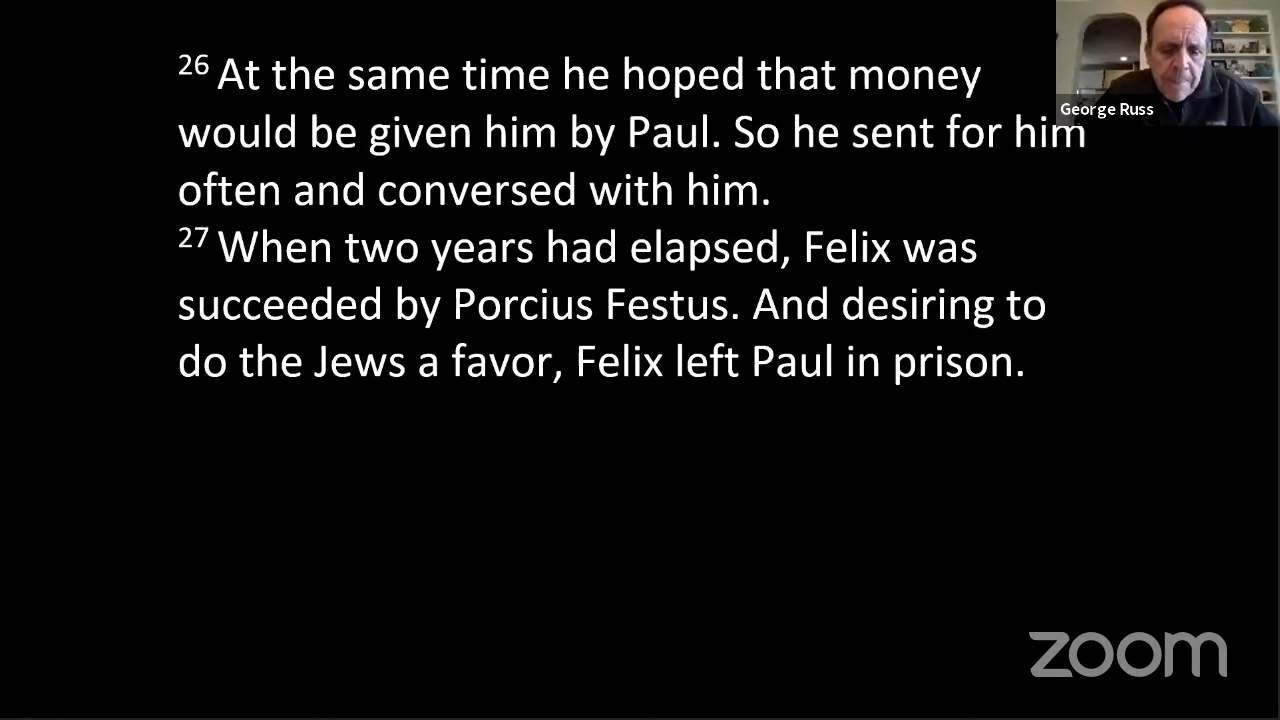 26 At the same time he hoped that money
would be given him by Paul. So he sent for him
often and conversed with him.
27 When two years had elapsed, Felix was
succeeded by Porcius Festus. And desiring to
do the Jews a favor, Felix left Paul in prison.
George Russ
zoom